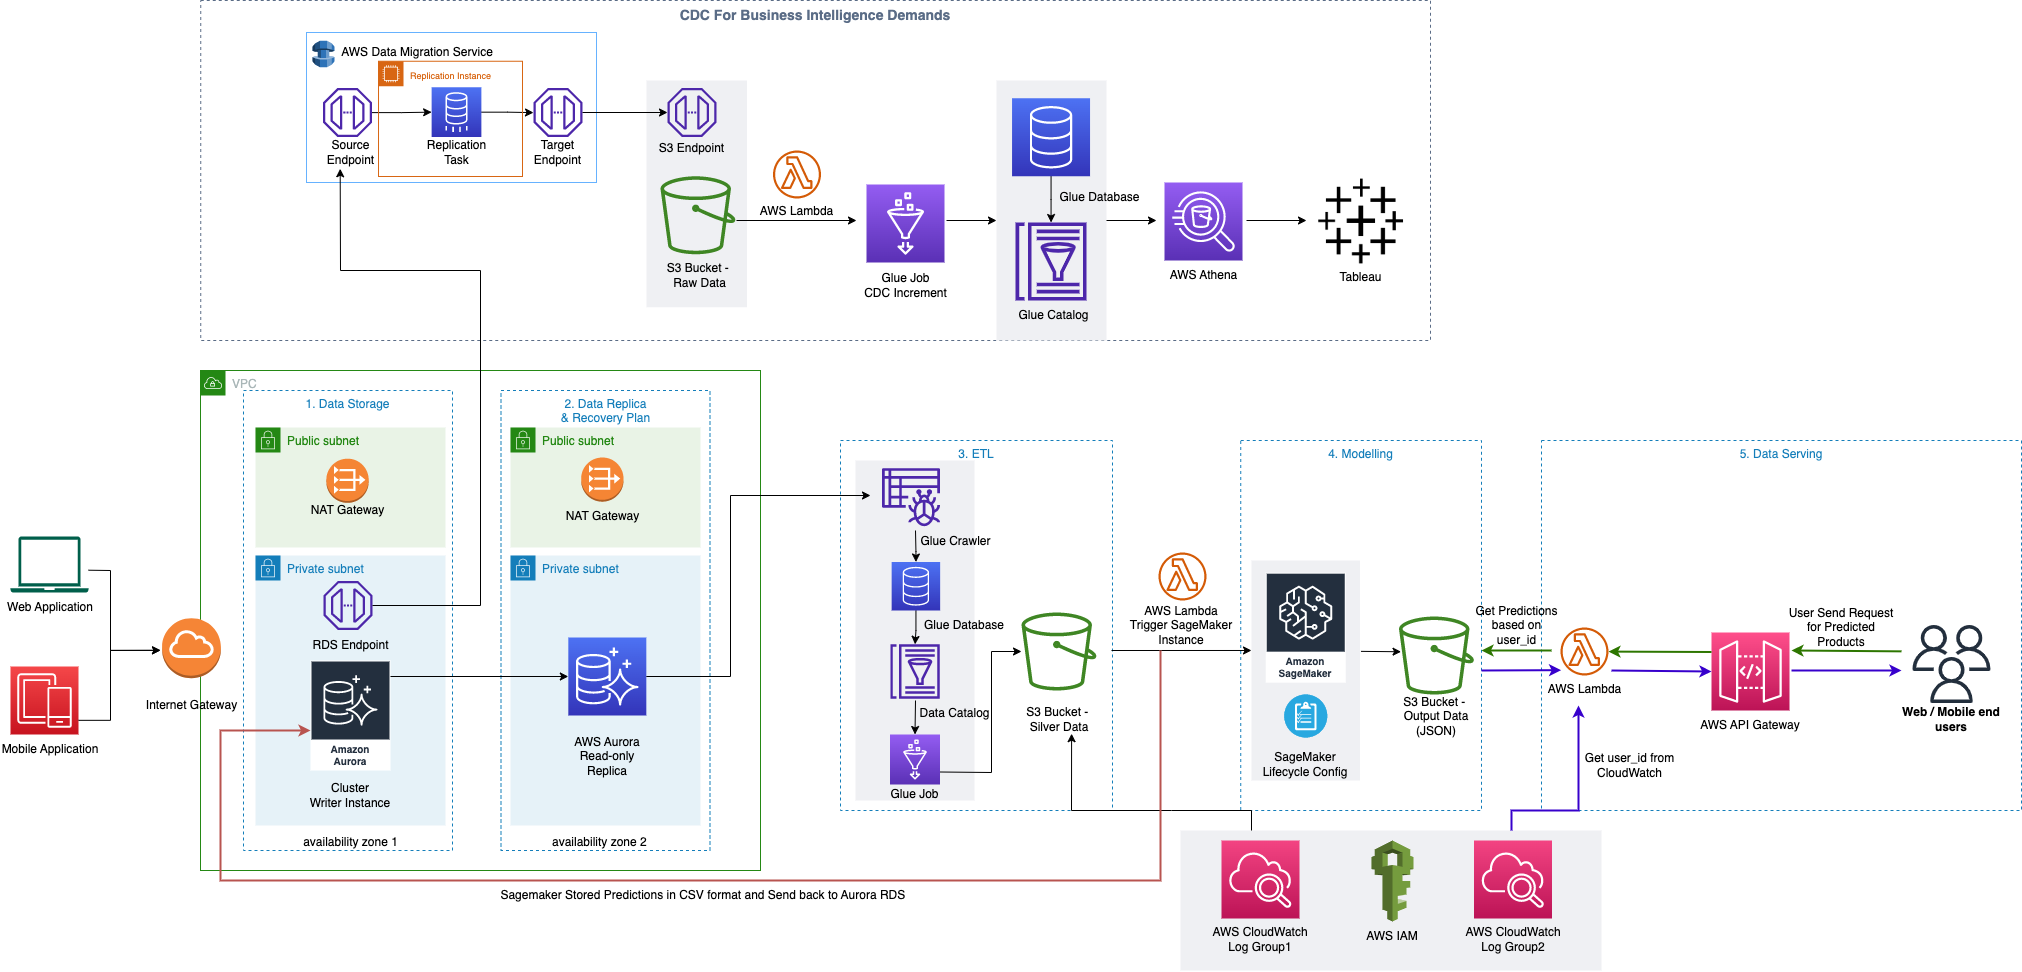 CDC For Business Intelligence Demands
AWS Data Migration Service
Replication Instance
Source
Endpoint
Replication
Task
Target
Endpoint
S3 Endpoint
AWS Lambda
S3 Bucket -
Raw Data
Glue Job
CDC Increment
Glue Database
Glue Catalog
AWS Athena
Tableau
VPC
1. Data Storage
Public subnet
NAT Gateway
Private subnet
RDS Endpoint
Amazon
Aurora
Cluster
Writer Instance
availability zone 1
2. Data Replica
& Recovery Plan
Public subnet
NAT Gateway
Private subnet
AWS Aurora
Read-only
Replica
availability zone 2
Web Application
Mobile Application
Internet Gateway
3. ETL
Glue Crawler
Glue Database
Data Catalog
Glue Job
S3 Bucket -
Silver Data
AWS Lambda
Trigger SageMaker
Instance
4. Modelling
Amazon
SageMaker
SageMaker
Lifecycle Config
S3 Bucket -
Output Data
(JSON)
5. Data Serving
Get Predictions
based on
user_id
AWS Lambda
User Send Request
for Predicted
Products
</>
AWS API Gateway
Web / Mobile end
users
Get user_id from
CloudWatch
Sagemaker Stored Predictions in CSV format and Send back to Aurora RDS
AWS CloudWatch
Log Group1
AWS IAM
AWS CloudWatch
Log Group2